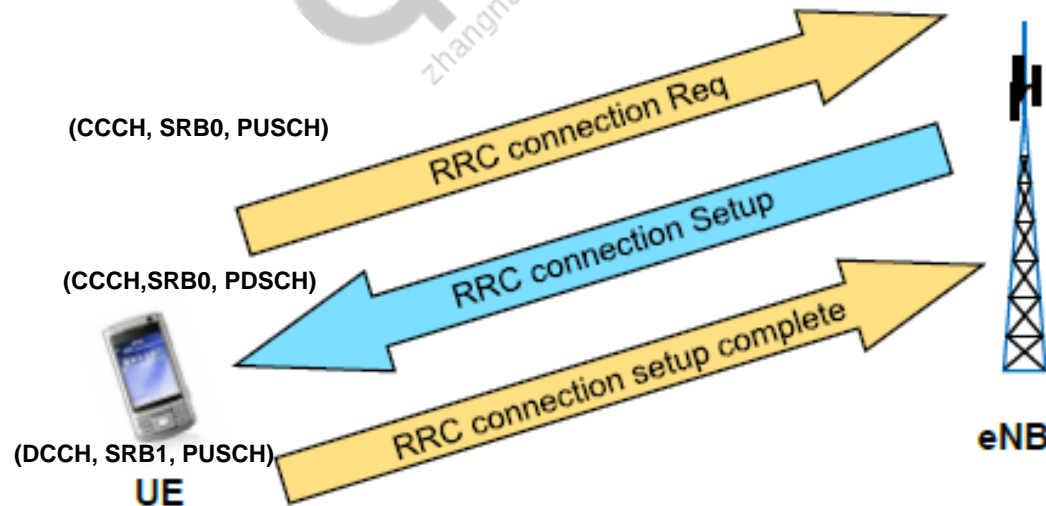 zhangna
RRC connection Req
(CCCH, SRB0, PUSCH)
RRC connection Setup
(CCCH,SRB0, PDSCH)
RRC connection setup complete
(DCCH, SRB1, PUSCH)
UE
eNB